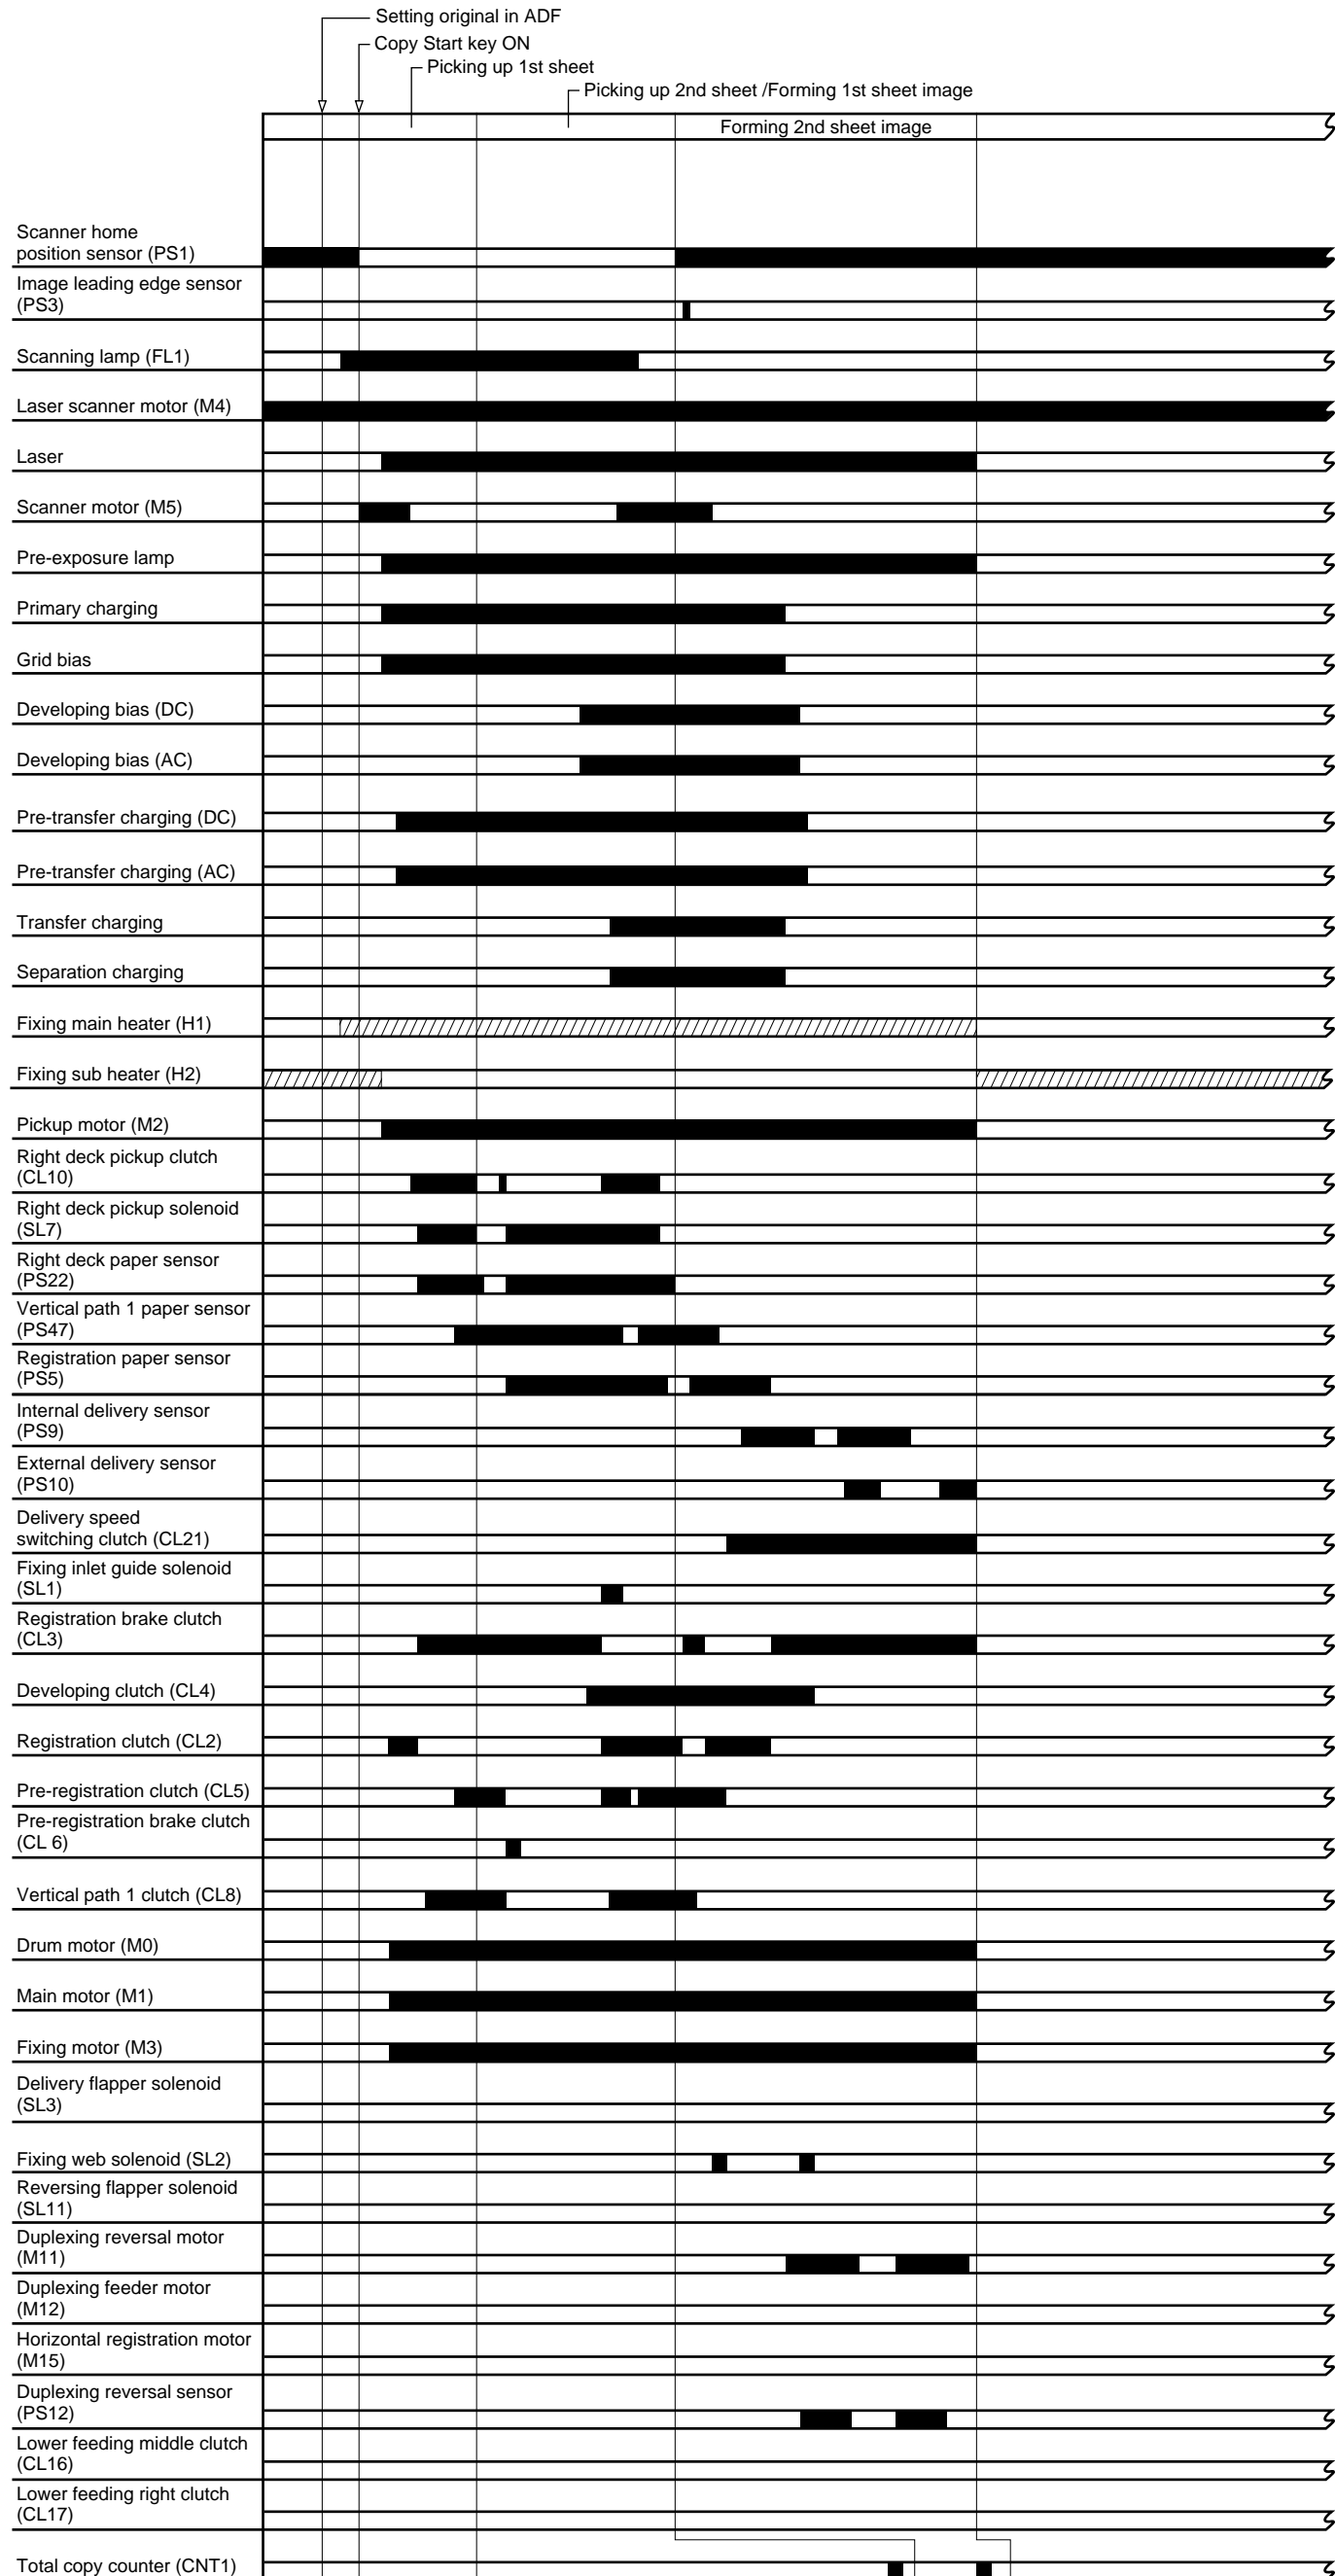 Setting original in ADF
Copy Start key ON
Picking up 1st sheet
Picking up 2nd sheet /Forming 1st sheet image
Forming 2nd sheet image
Scanner home
position sensor (PS1)
Image leading edge sensor
(PS3)
Scanning lamp (FL1)
Laser scanner motor (M4)
Laser
Scanner motor (M5)
Pre-exposure lamp
Primary charging
Grid bias
Developing bias (DC)
Developing bias (AC)
Pre-transfer charging (DC)
Pre-transfer charging (AC)
Transfer charging
Separation charging
Fixing main heater (H1)
Fixing sub heater (H2)
Pickup motor (M2)
Right deck pickup clutch
(CL10)
Right deck pickup solenoid
(SL7)
Right deck paper sensor
(PS22)
Vertical path 1 paper sensor
(PS47)
Registration paper sensor
(PS5)
Internal delivery sensor
(PS9)
External delivery sensor
(PS10)
Delivery speed
switching clutch (CL21)
Fixing inlet guide solenoid
(SL1)
Registration brake clutch
(CL3)
Developing clutch (CL4)
Registration clutch (CL2)
Pre-registration clutch (CL5)
Pre-registration brake clutch
(CL 6)
Vertical path 1 clutch (CL8)
Drum motor (M0)
Main motor (M1)
Fixing motor (M3)
Delivery flapper solenoid
(SL3)
Fixing web solenoid (SL2)
Reversing flapper solenoid
(SL11)
Duplexing reversal motor
(M11)
Duplexing feeder motor
(M12)
Horizontal registration motor
(M15)
Duplexing reversal sensor
(PS12)
Lower feeding middle clutch
(CL16)
Lower feeding right clutch
(CL17)
Total copy counter (CNT1)